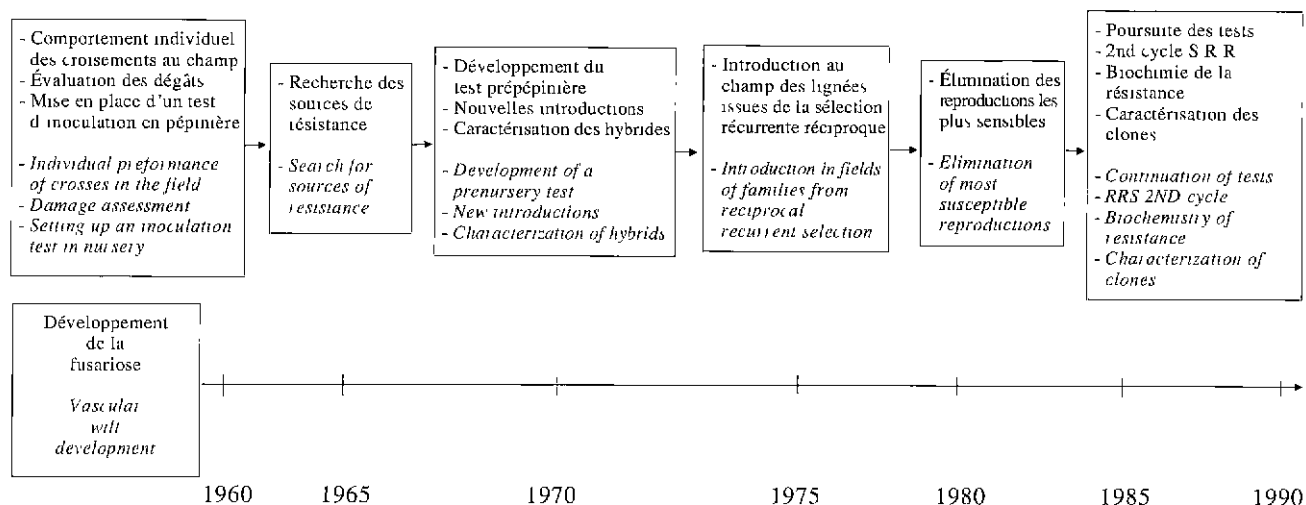 - Comportement individuel
des croisements au champ
- Évaluation des dégâts
- Mise en place d'un test
d inoculation en pépinière
- Individual preformance
of crosses in the field
- Damage assessment
- Setting up an inoculation
test in nursery
- Recherche des
sources de
résistance
- Search for
sources of
resistance
- Développement du
test prépépinière
- Nouvelles introductions
- Caractérisation des hybrides
- Development of a
prenursery test
- New introductions
- Characterization of hybrids
- Introduction au
champ des lignées
issues de la sélection
récurrente réciproque
- Introduction in fields
of families from
reciprocal
recurrent selection
- Élimination des
reproductions les
plus sensibles
- Elimination
of most
susceptible
reproductions
- Poursuite des tests
- 2nd cycle S R R
- Biochimie de la
résistance
- Caractérisation des
clones
- Continuation of tests
- RRS 2ND cycle
- Biochemistry of
resistance
- Characterization of
clones
Développement
de la
fusariose
Vascular
wilt
development
1960 1965 1970 1975 1980 1985 1990